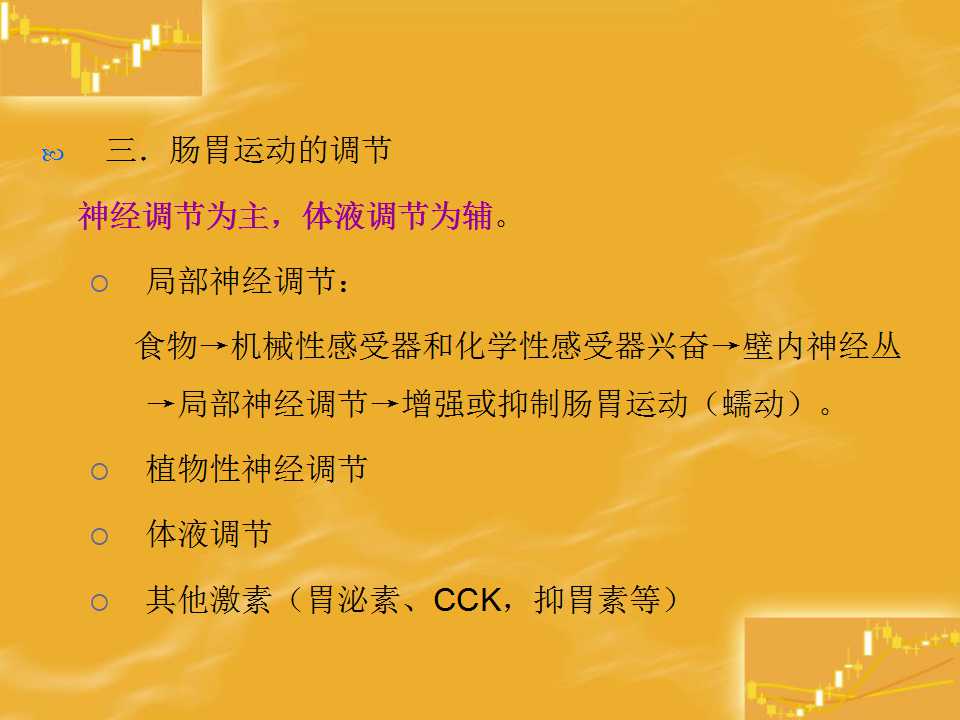 三．肠胃运动的调节
神经调节为主，体液调节为辅。
局部神经调节：
食物→机械性感受器和化学性感受器兴奋→壁内神经丛
→局部神经调节→增强或抑制肠胃运动（蠕动）。
植物性神经调节
体液调节
其他激素（胃泌素、CCK，抑胃素等）